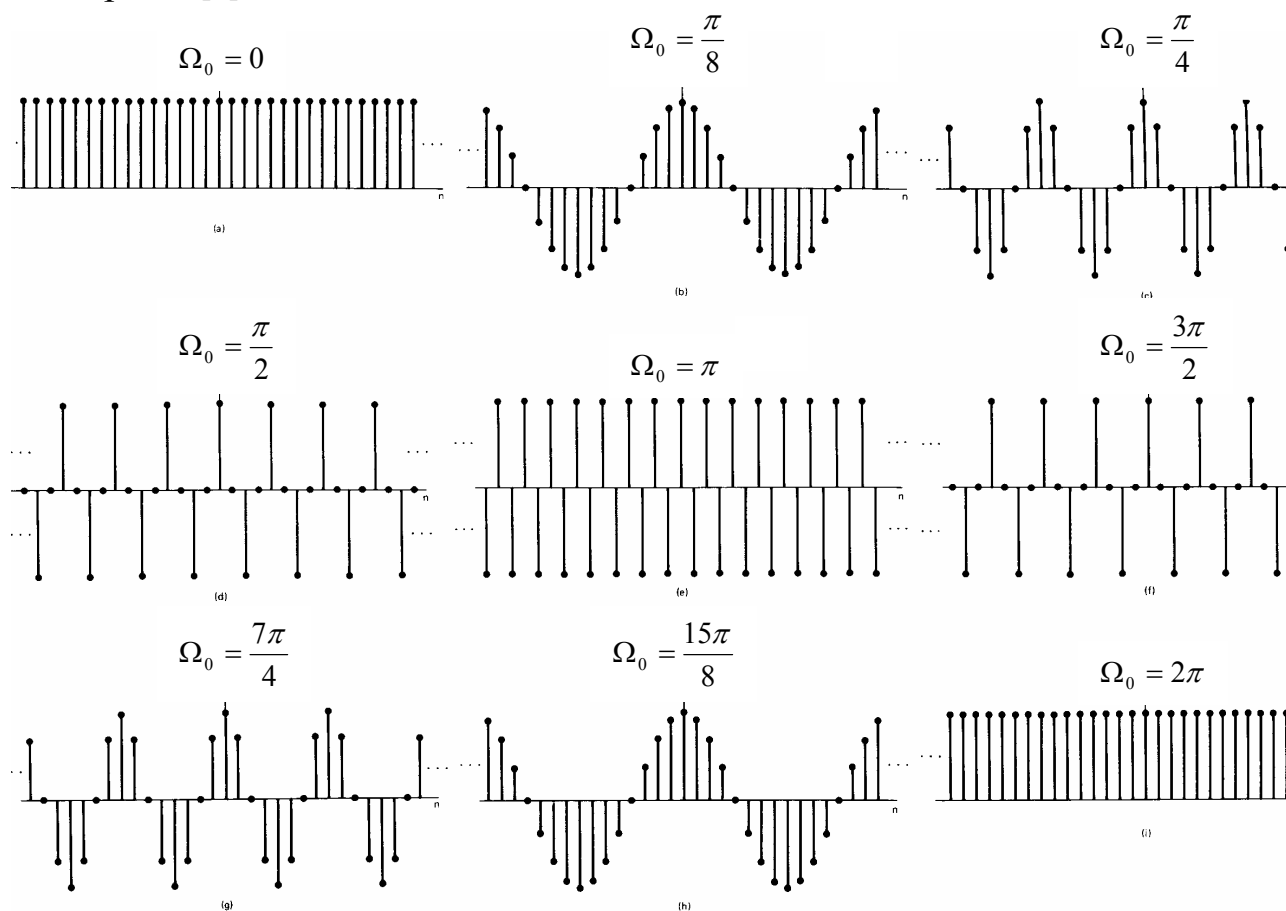 Ω₀ = 0
Ω₀ = π/8
Ω₀ = π/4
n
n
(a)
(b)
(c)
Ω₀ = π/2
Ω₀ = π
Ω₀ = 3π/2
n
n
(d)
(e)
(f)
Ω₀ = 7π/4
Ω₀ = 15π/8
Ω₀ = 2π
n
n
(g)
(h)
(i)